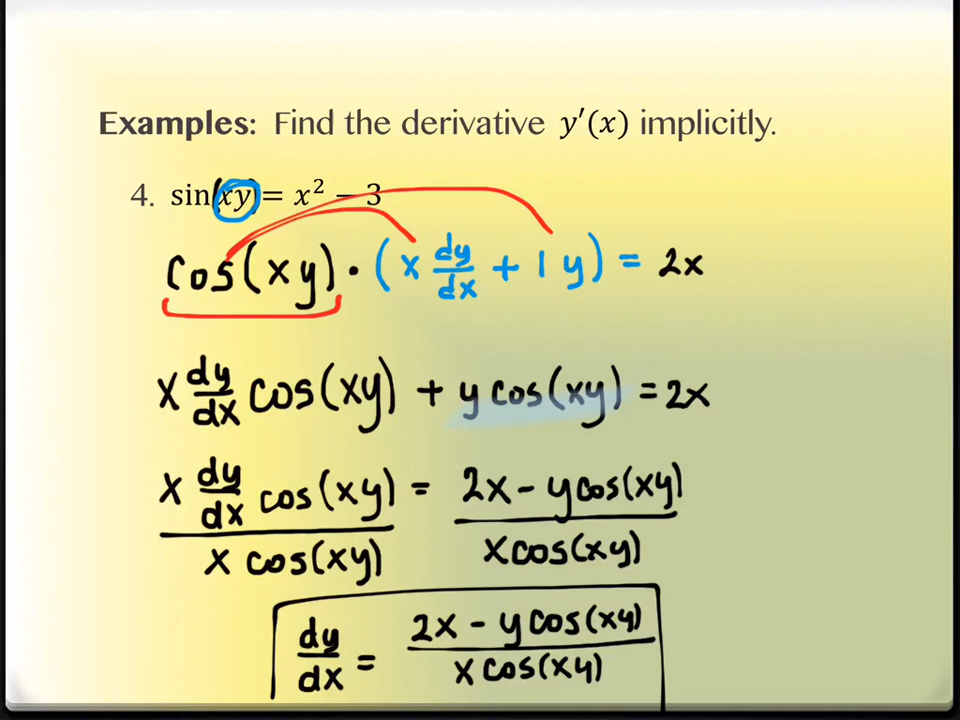 Examples: Find the derivative y′(x) implicitly.
4. sin(xy) = x² − 3
cos(xy) · (x dy/dx + 1y) = 2x
x dy/dx cos(xy) + y cos(xy) = 2x
x dy/dx cos(xy) = 2x − y cos(xy)
x cos(xy) x cos(xy)
dy/dx = 2x − y cos(xy) / x cos(xy)